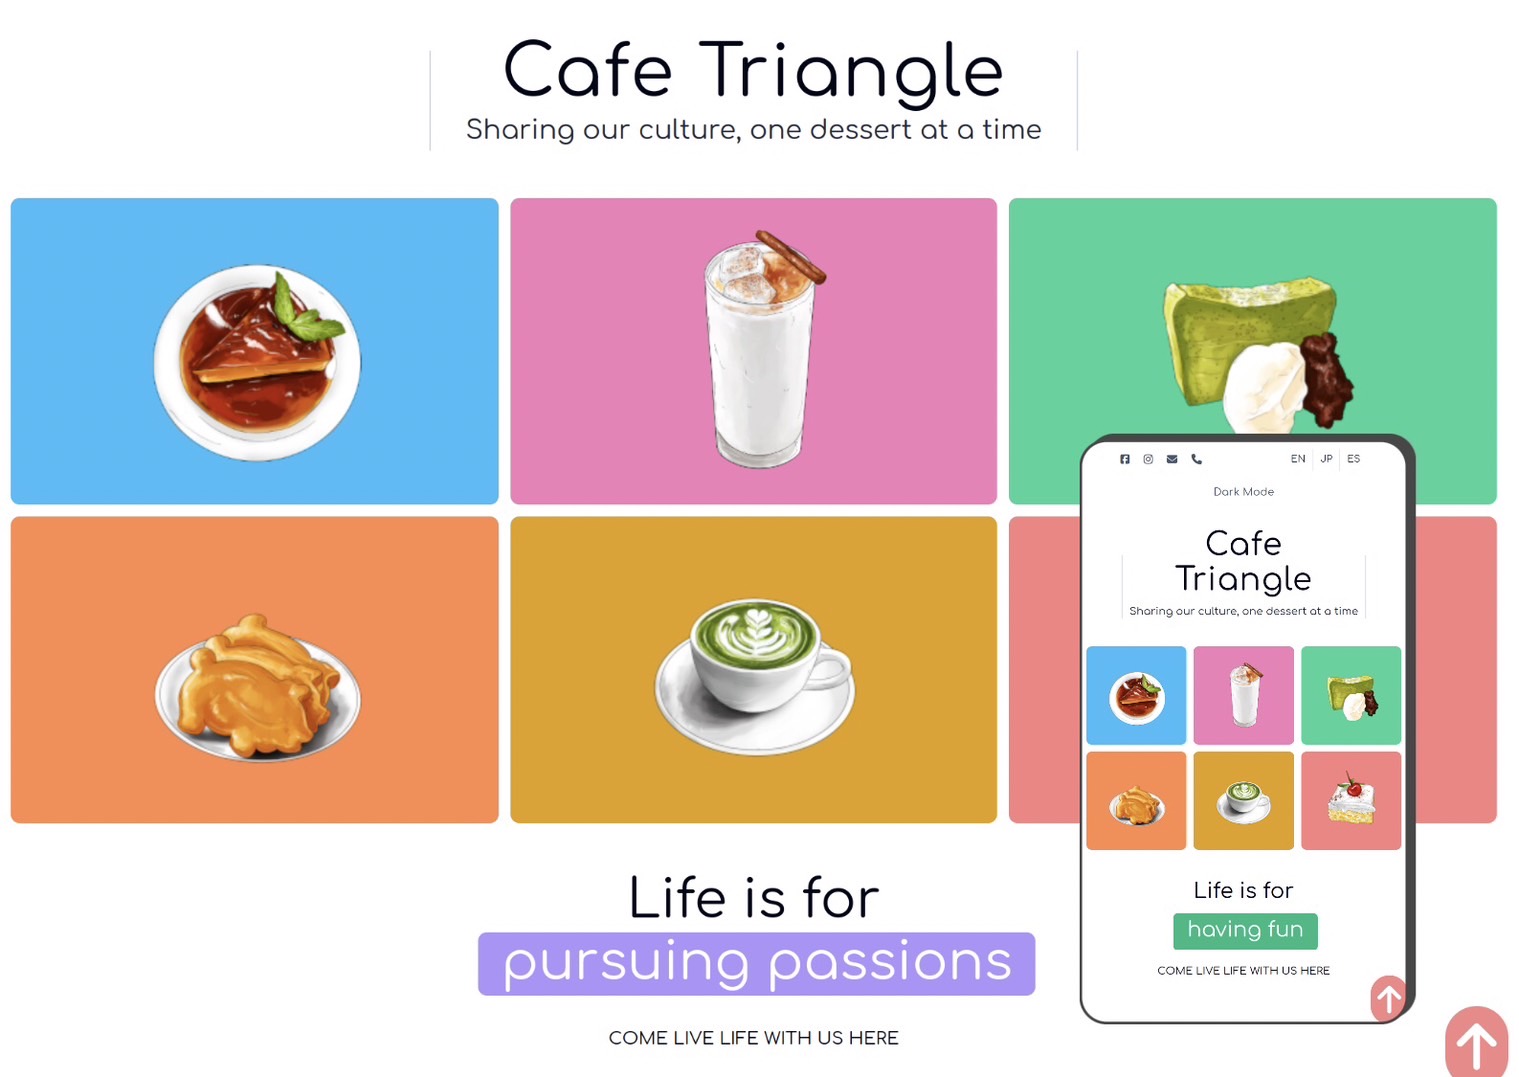 Cafe Triangle
Sharing our culture, one dessert at a time
EN JP ES
Dark Mode
Cafe
Triangle
Sharing our culture, one dessert at a time
Life is for
having fun
COME LIVE LIFE WITH US HERE
Life is for
pursuing passions
COME LIVE LIFE WITH US HERE